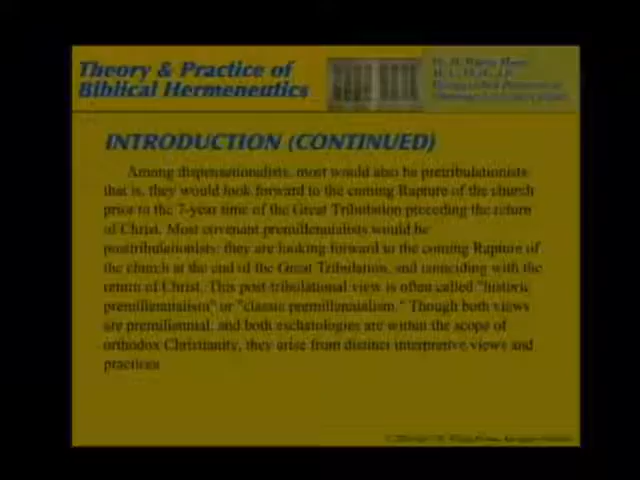 Theory & Practice of
Biblical Hermeneutics
INTRODUCTION (CONTINUED)
Among dispensationalists, most would also be pretribulationists
that is, they would look forward to the coming Rapture of the church
prior to the 7-year time of the Great Tribulation preceding the return
of Christ. Most covenant premillennialists would be
posttribulationists: they are looking forward to the coming Rapture of
the church at the end of the Great Tribulation, and coinciding with the
return of Christ. This post-tribulational view is often called "historic
premillennialism" or "classic premillennialism." Though both views
are premillennial, and both eschatologies are within the scope of
orthodox Christianity, they arise from distinct interpretive views and
practices